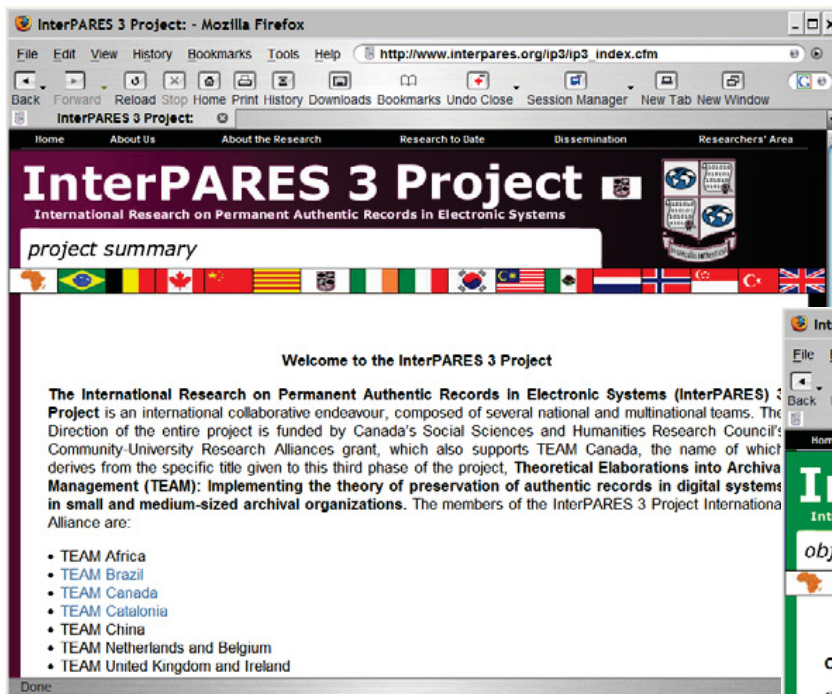 InterPARES 3 Project: - Mozilla Firefox
File Edit View History Bookmarks Tools Help http://www.interpares.org/ip3/ip3_index.cfm
Back Forward Reload Stop Home Print History Downloads Bookmarks Undo Close Session Manager New Tab New Window
InterPARES 3 Project:
Home About Us About the Research Research to Date Dissemination Researchers' Area
InterPARES 3 Project
International Research on Permanent Authentic Records in Electronic Systems
project summary
Welcome to the InterPARES 3 Project
The International Research on Permanent Authentic Records in Electronic Systems (InterPARES) 3
Project is an international collaborative endeavour, composed of several national and multinational teams. The
Direction of the entire project is funded by Canada's Social Sciences and Humanities Research Council's
Community-University Research Alliances grant, which also supports TEAM Canada, the name of which
derives from the specific title given to this third phase of the project, Theoretical Elaborations into Archiva
Management (TEAM): Implementing the theory of preservation of authentic records in digital systems
in small and medium-sized archival organizations. The members of the InterPARES 3 Project Internationa
Alliance are:
• TEAM Africa
• TEAM Brazil
• TEAM Canada
• TEAM Catalonia
• TEAM China
• TEAM Netherlands and Belgium
• TEAM United Kingdom and Ireland
Done
Int
File
Back
Hom
I
Int
obj